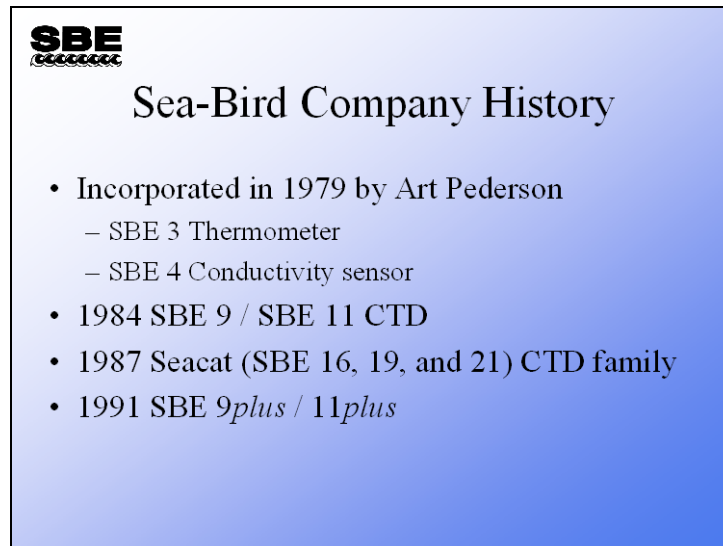 SBE
Sea-Bird Company History
• Incorporated in 1979 by Art Pederson
– SBE 3 Thermometer
– SBE 4 Conductivity sensor
• 1984 SBE 9 / SBE 11 CTD
• 1987 Seacat (SBE 16, 19, and 21) CTD family
• 1991 SBE 9plus / 11plus